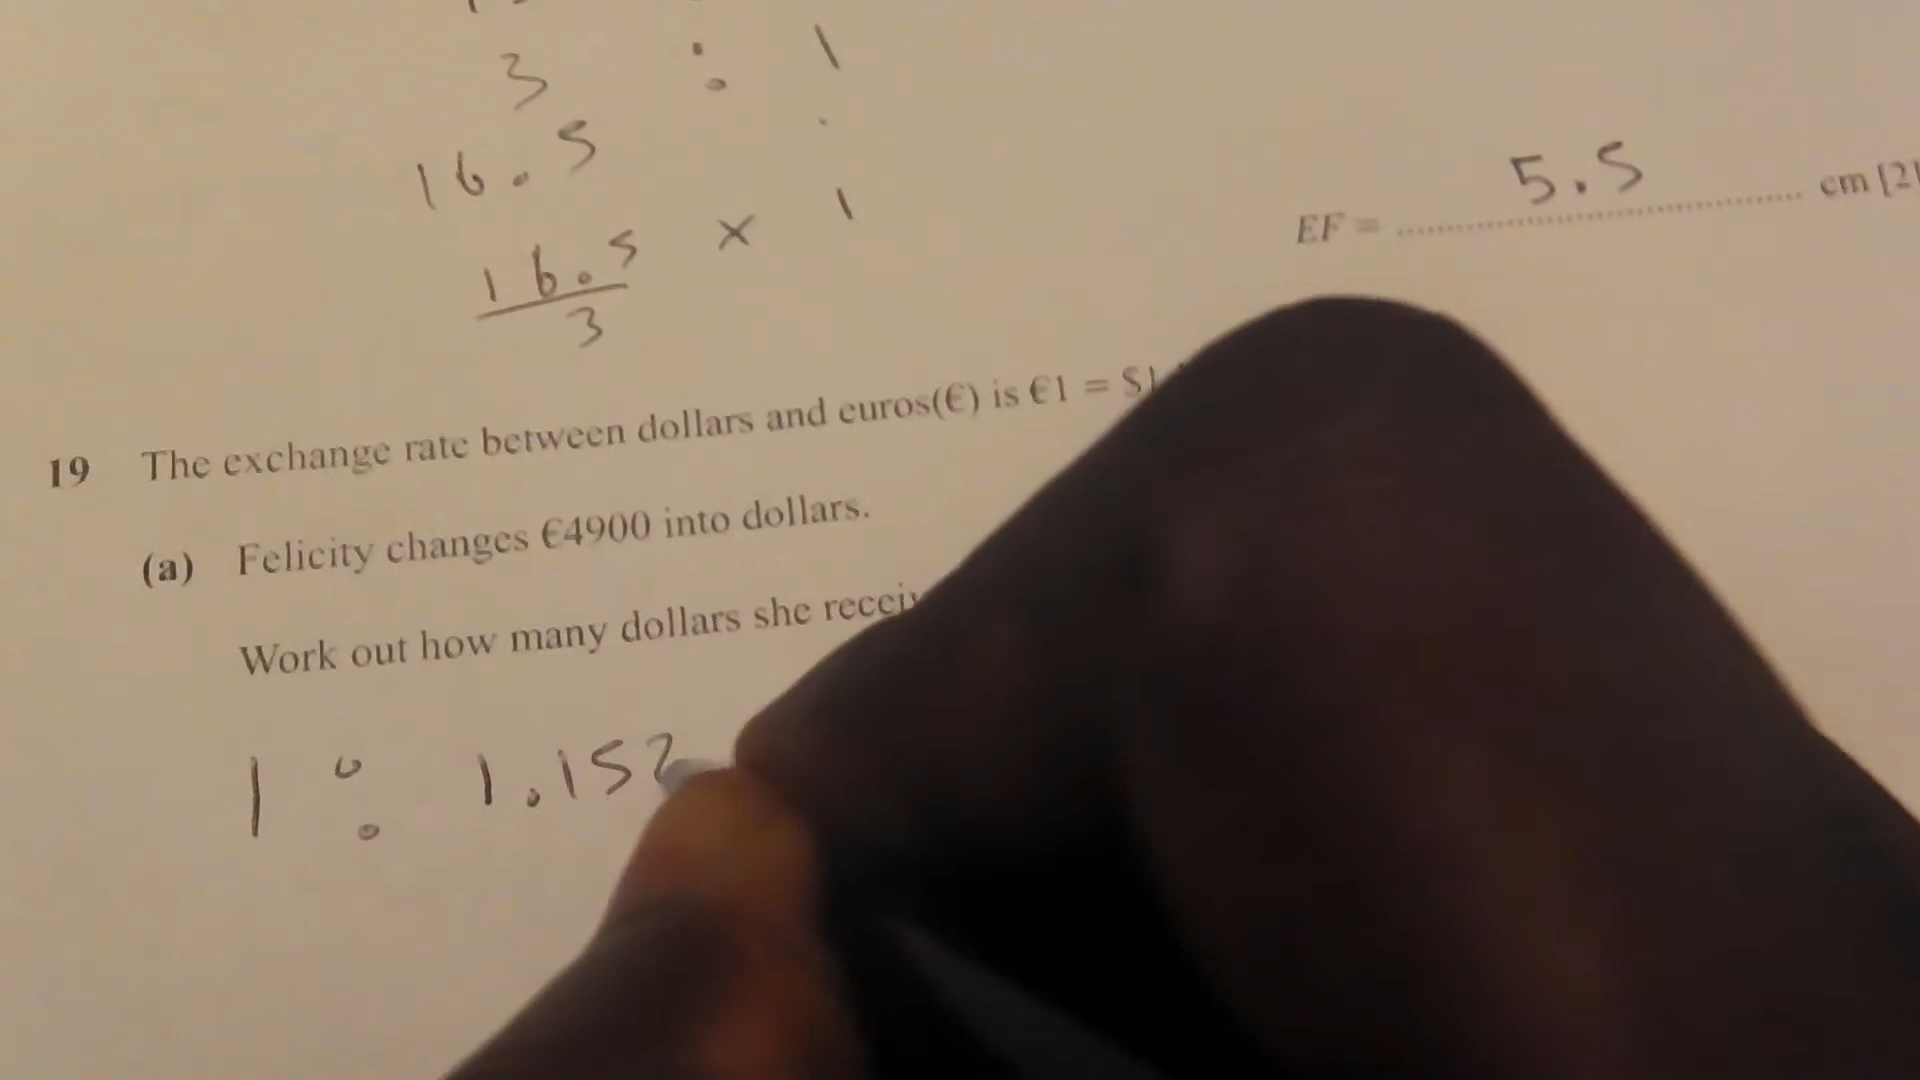 3 : 1
16.5
16.5 × 1
3
EF = 5.5 cm [2]
19 The exchange rate between dollars and euros(€) is €1 = $1
(a) Felicity changes €4900 into dollars.
Work out how many dollars she
1 : 1.152